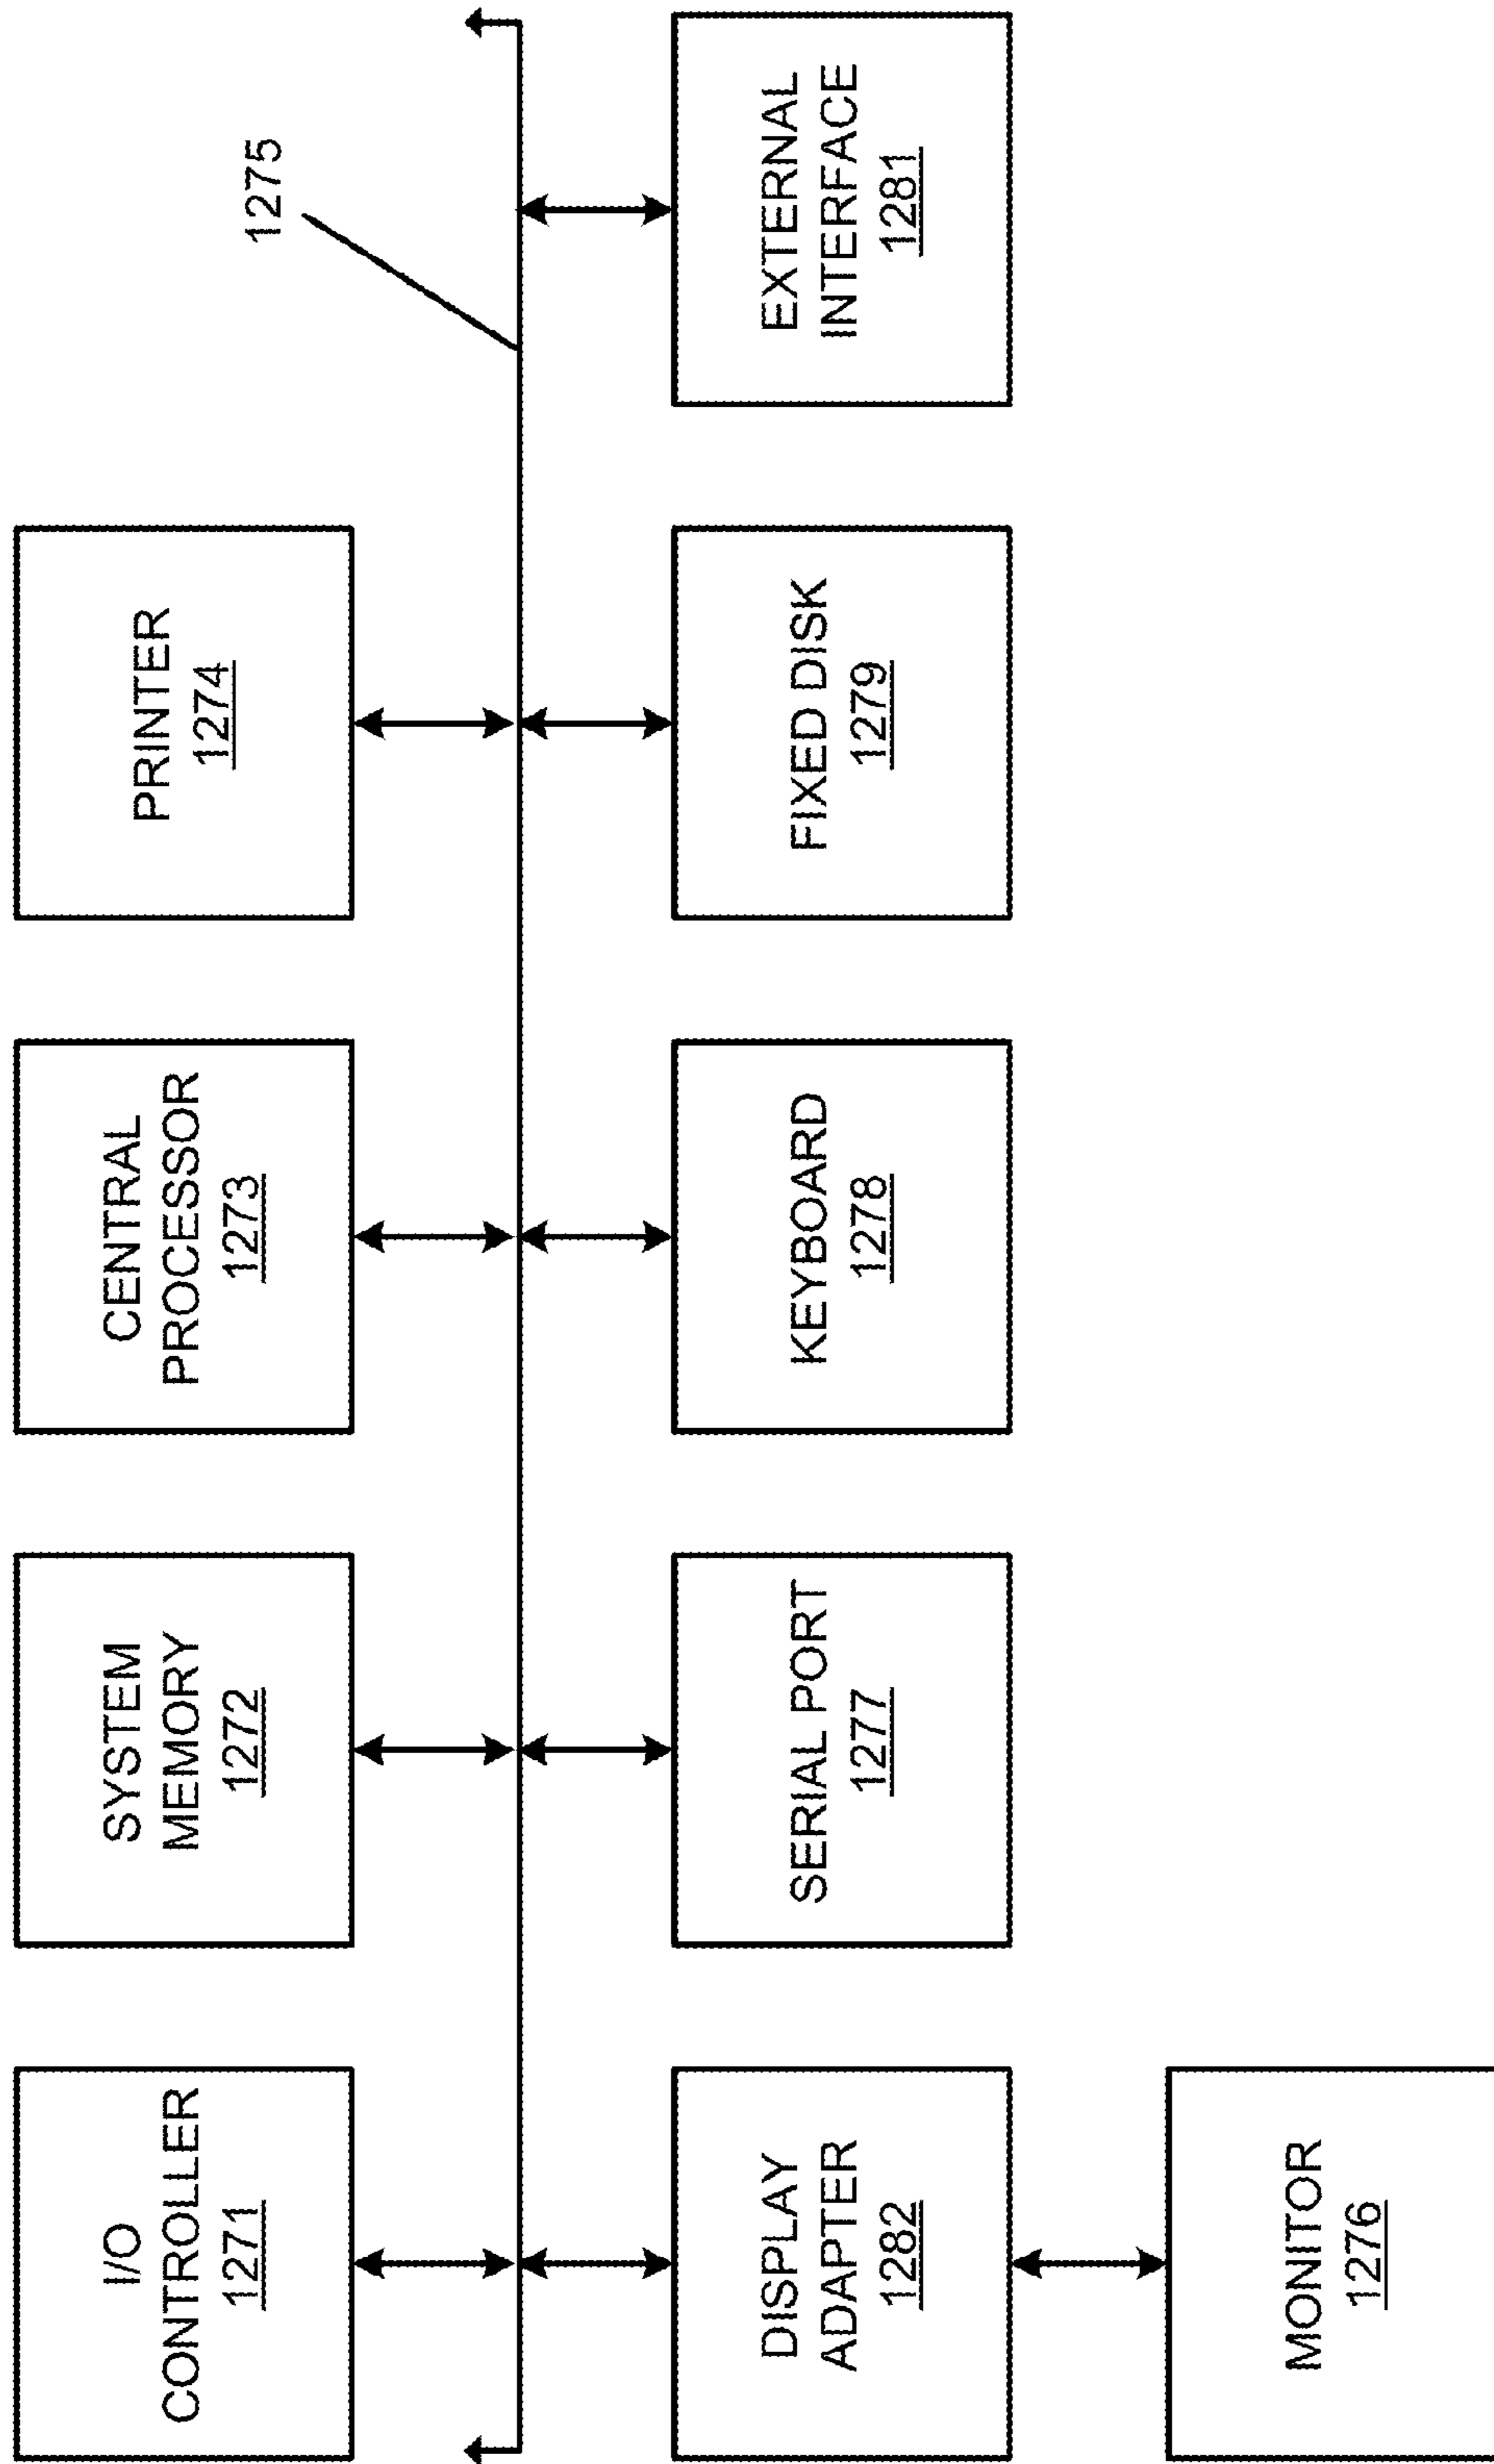 I/O
CONTROLLER
1271
SYSTEM
MEMORY
1272
CENTRAL
PROCESSOR
1273
PRINTER
1274
1275
DISPLAY
ADAPTER
1282
SERIAL PORT
1277
KEYBOARD
1278
FIXED DISK
1279
EXTERNAL
INTERFACE
1281
MONITOR
1276